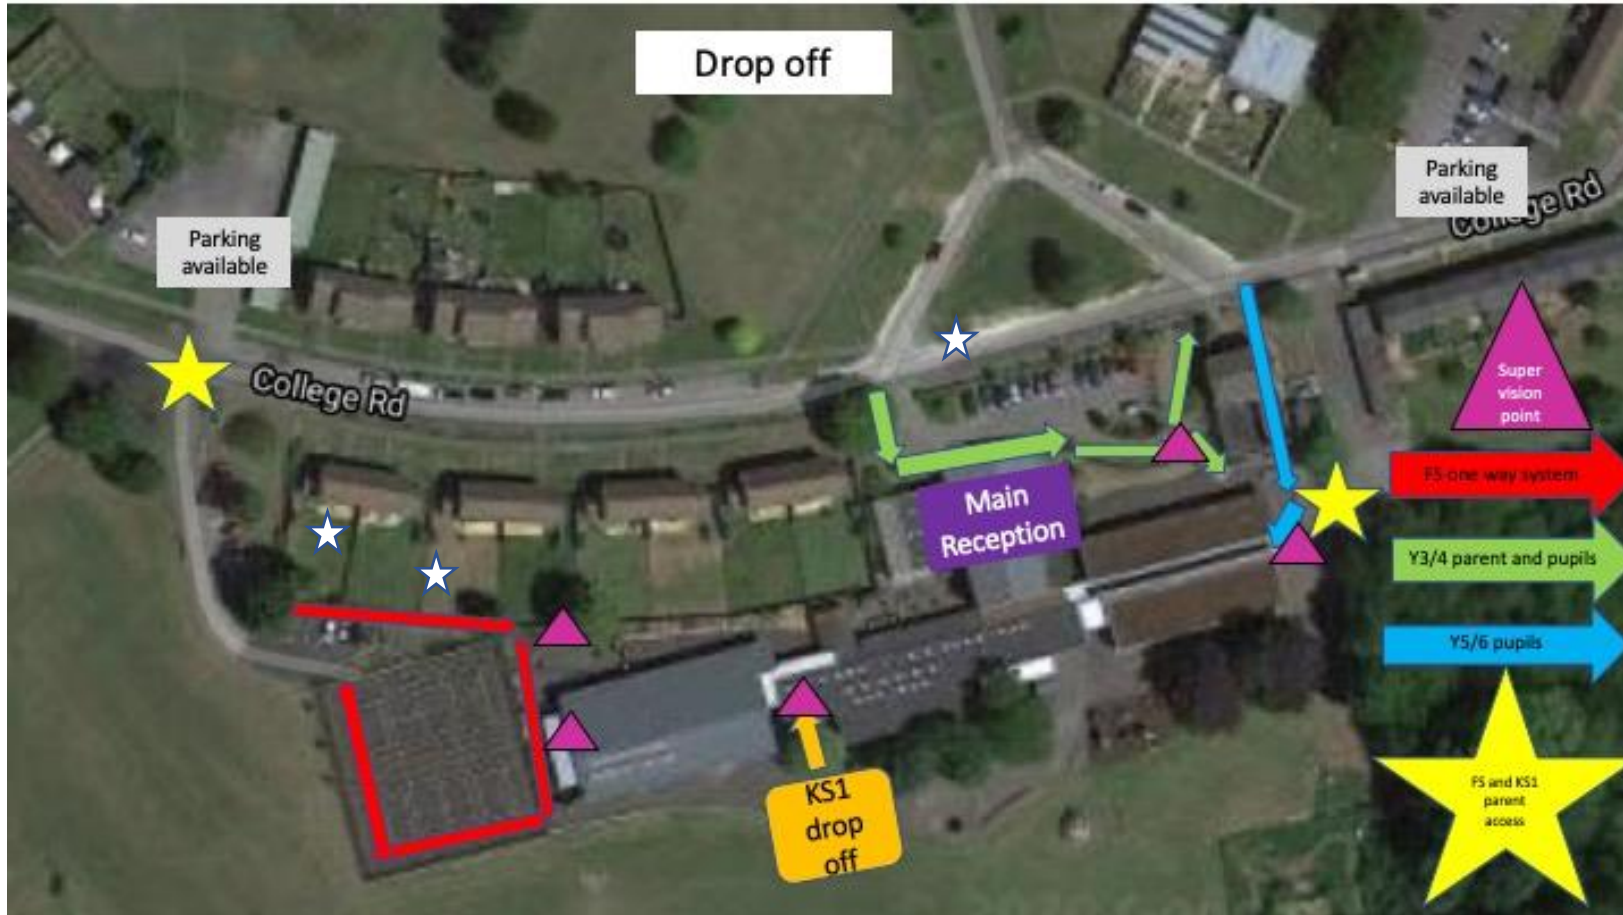 Drop off
Parking
available
College Rd
Parking
available
College Rd
Super
vision
point
Main
Reception
FS one way system
Y3/4 parent and pupils
Y5/6 pupils
KS1
drop
off
FS and KS1
parent
access